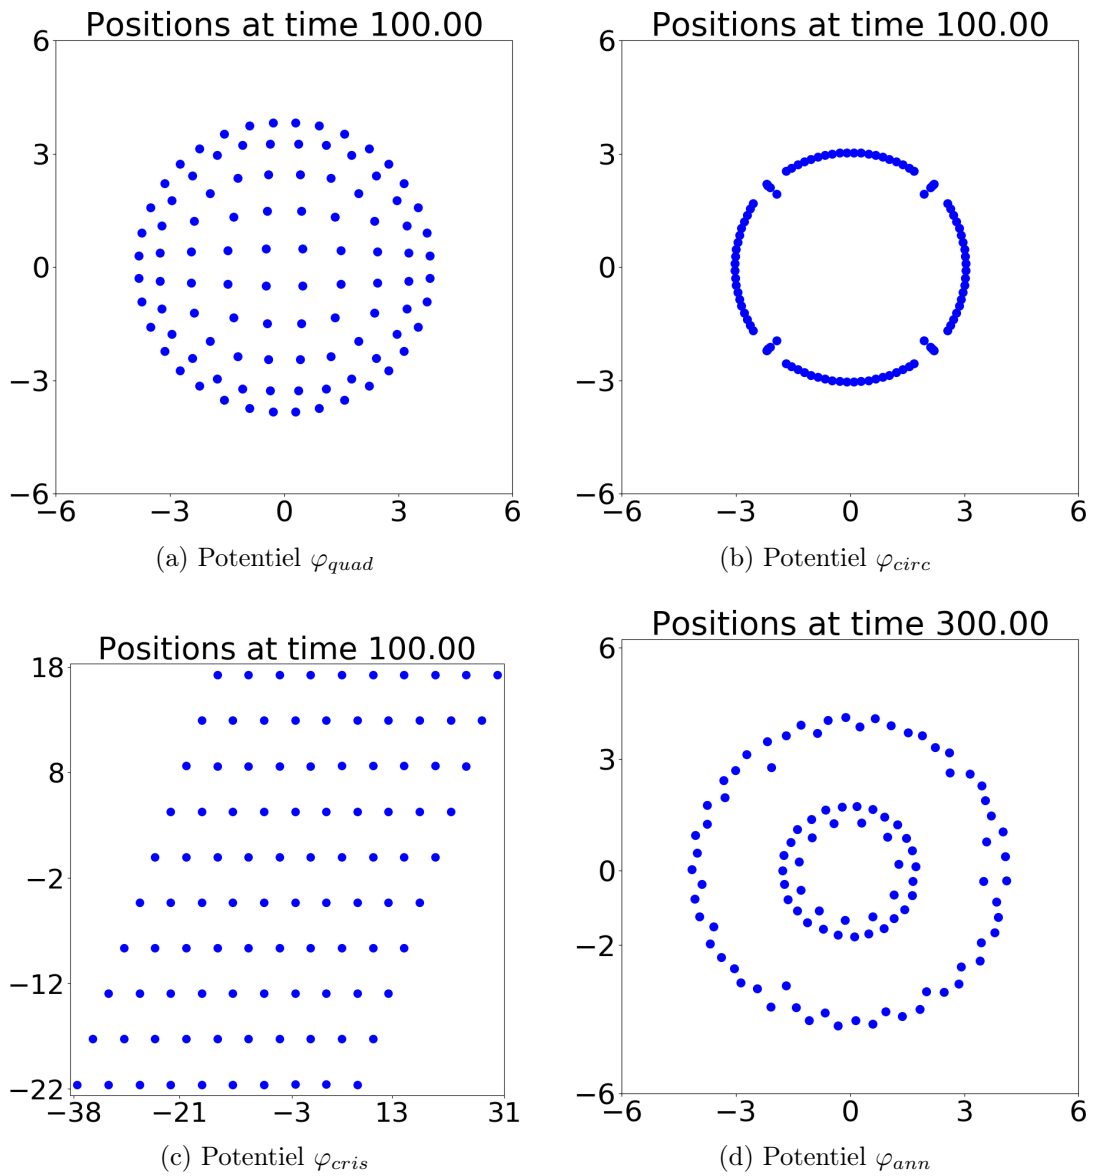 Positions at time 100.00
6
3
0
−3
−6
−6 −3 0 3 6
(a) Potentiel φquad
Positions at time 100.00
6
3
0
−3
−6
−6 −3 0 3 6
(b) Potentiel φcirc
Positions at time 100.00
18
8
−2
−12
−22
−38 −21 −3 13 31
(c) Potentiel φcris
Positions at time 300.00
6
3
0
−2
−6
−6 −3 0 3 6
(d) Potentiel φann